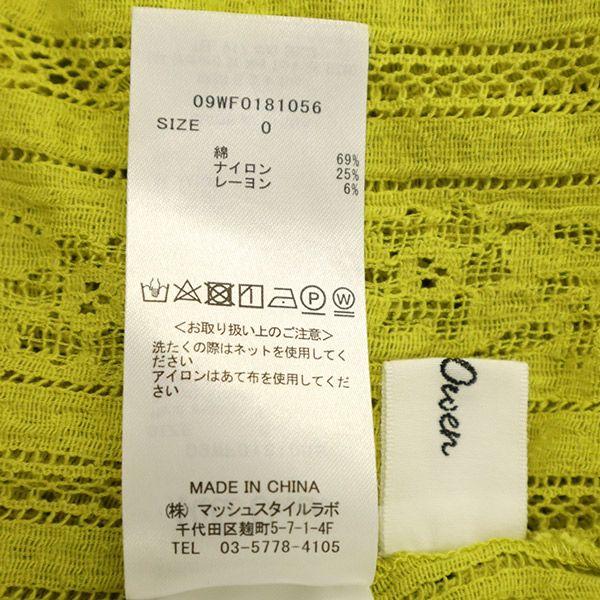 09WF0181056
SIZE 0
綿 69%
ナイロン 25%
レーヨン 6%
P W
<お取り扱い上のご注意>
洗たくの際はネットを使用してく
ださい
アイロンはあて布を使用してくだ
さい
MADE IN CHINA
(株) マッシュスタイルラボ
千代田区麹町5-7-1-4F
TEL 03-5778-4105
Owen